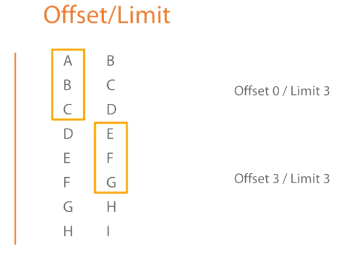 Offset/Limit
A B
B C
C D
D E
E F
F G
G H
H I
Offset 0 / Limit 3
Offset 3 / Limit 3